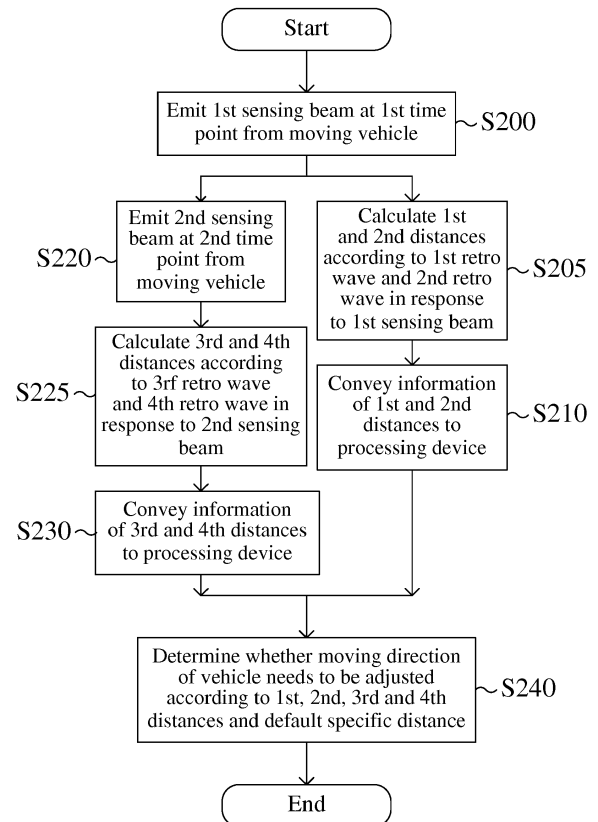 Start
Emit 1st sensing beam at 1st time
point from moving vehicle
S200
Emit 2nd sensing
beam at 2nd time
point from
moving vehicle
S220
Calculate 1st
and 2nd distances
according to 1st retro
wave and 2nd retro
wave in response
to 1st sensing beam
S205
Calculate 3rd and 4th
distances according
to 3rf retro wave
and 4th retro wave in
response to 2nd sensing
beam
S225
Convey information
of 1st and 2nd
distances to
processing device
S210
Convey information
of 3rd and 4th distances
to processing device
S230
Determine whether moving direction
of vehicle needs to be adjusted
according to 1st, 2nd, 3rd and 4th
distances and default specific distance
S240
End